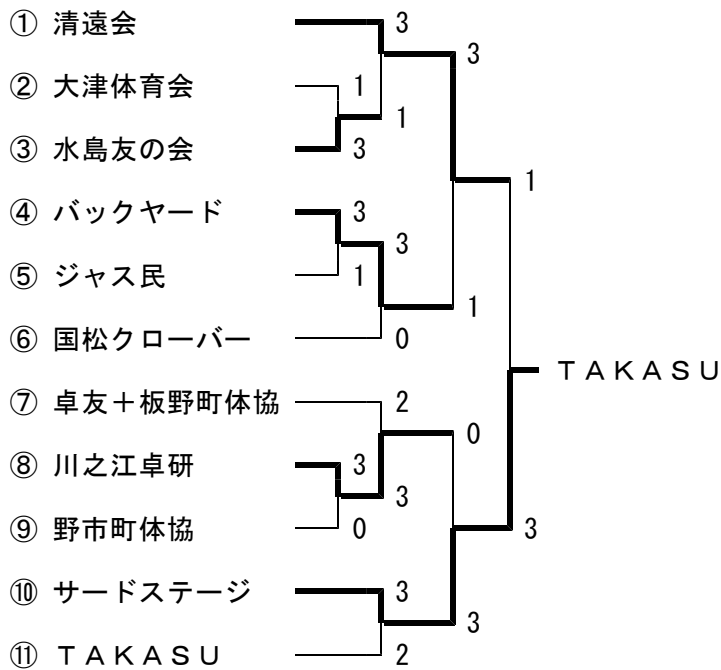 ① 清遠会 3
3
② 大津体育会 1
1
③ 水島友の会 3
1
④ バックヤード 3
3
⑤ ジャス民 1
1
⑥ 国松クローバー 0
ＴＡＫＡＳＵ
⑦ 卓友＋板野町体協 2
0
⑧ 川之江卓研 3
3
⑨ 野市町体協 0
3
⑩ サードステージ 3
3
⑪ ＴＡＫＡＳＵ 2